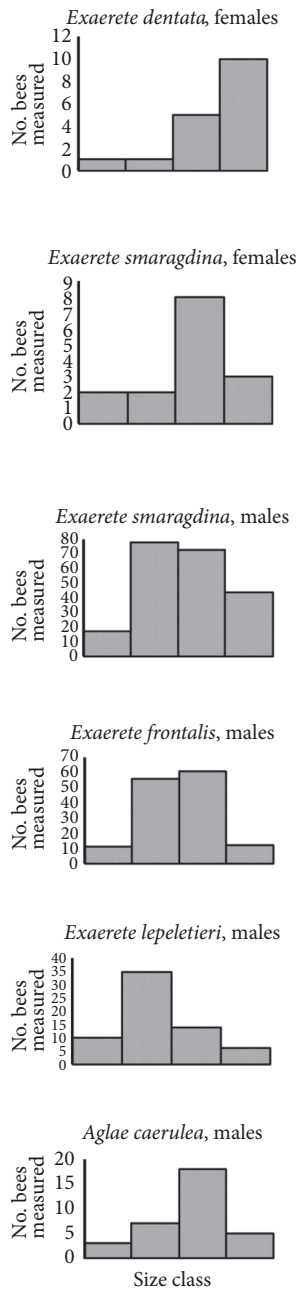 Exaerete dentata, females
No. bees
measured
12
10
8
6
4
2
0
Exaerete smaragdina, females
No. bees
measured
9
8
7
6
5
4
3
2
1
0
Exaerete smaragdina, males
No. bees
measured
80
70
60
50
40
30
20
10
0
Exaerete frontalis, males
No. bees
measured
70
60
50
40
30
20
10
0
Exaerete lepeletieri, males
No. bees
measured
40
35
30
25
20
15
10
5
0
Aglae caerulea, males
No. bees
measured
20
15
10
5
0
Size class